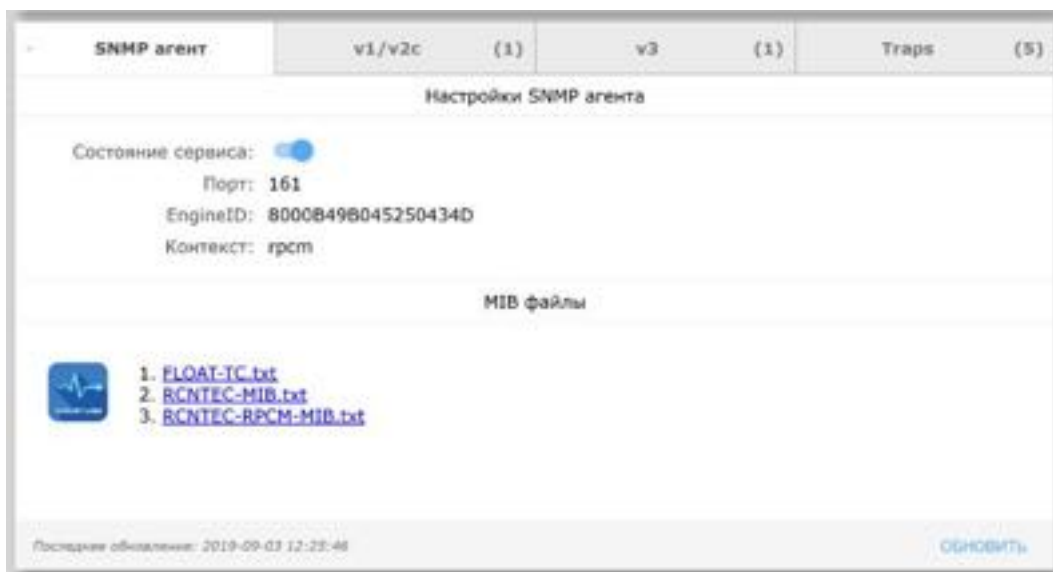 SNMP агент v1/v2c (1) v3 (1) Traps (5)
Настройки SNMP агента
Состояние сервиса:
Порт: 161
EngineID: 8000B49B045250434D
Контекст: rpcm
MIB файлы
1. FLOAT-TC.txt
2. RCNTEC-MIB.txt
3. RCNTEC-RPCM-MIB.txt
Последнее обновление: 2019-09-03 12:25:46
ОБНОВИТЬ